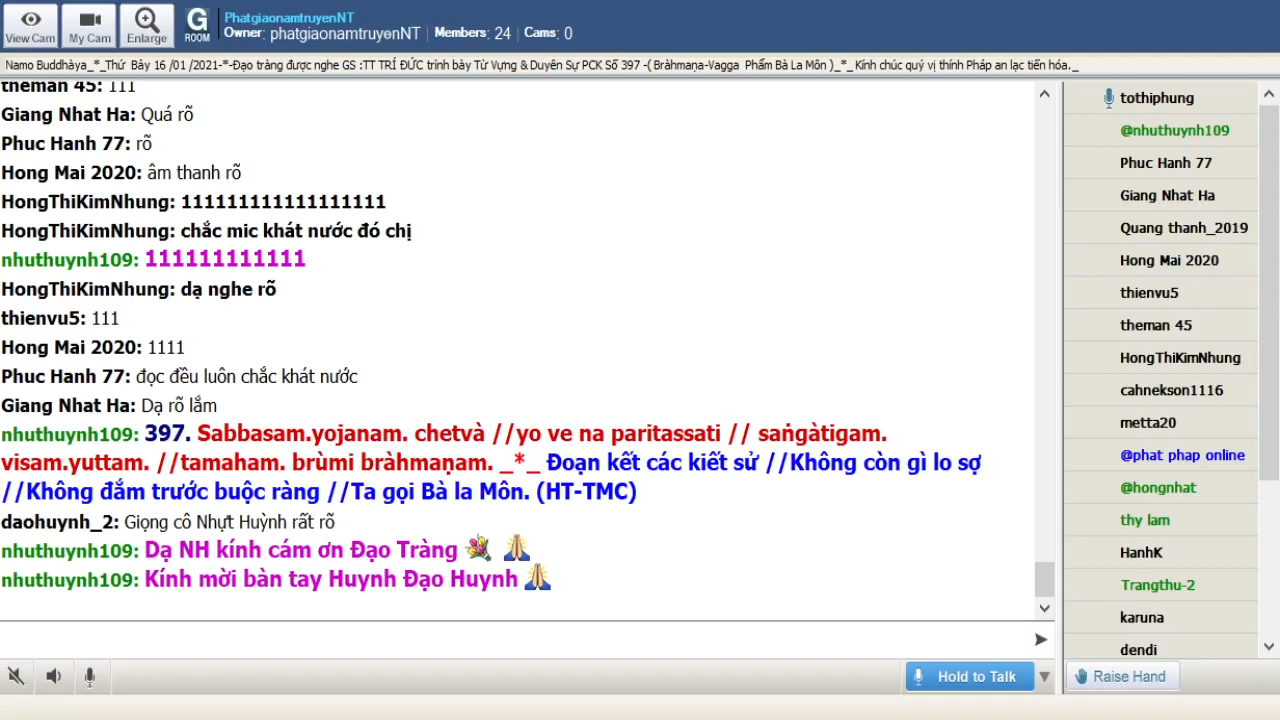 View Cam
My Cam
Enlarge
G
ROOM
PhatgiaonamtruyenNT
Owner: phatgiaonamtruyenNT | Members: 24 | Cams: 0
Namo Buddhàya_*_Thứ Bảy 16 /01 /2021-*-Đạo tràng được nghe GS :TT TRÍ ĐỨC trình bày Từ Vựng & Duyên Sự PCK Số 397 -( Bràhmaṇa-Vagga Phẩm Bà La Môn )_*_ Kính chúc quý vị thính Pháp an lạc tiến hóa._
theman 45: 111
Giang Nhat Ha: Quá rõ
Phuc Hanh 77: rõ
Hong Mai 2020: âm thanh rõ
HongThiKimNhung: 111111111111111111
HongThiKimNhung: chắc mic khát nước đó chị
nhuthuynh109: 111111111111
HongThiKimNhung: dạ nghe rõ
thienvu5: 111
Hong Mai 2020: 1111
Phuc Hanh 77: đọc đều luôn chắc khát nước
Giang Nhat Ha: Dạ rõ lắm
nhuthuynh109: 397. Sabbasam.yojanam. chetvà //yo ve na paritassati // saṅgàtigam.
visam.yuttam. //tamaham. brùmi bràhmaṇam. _*_ Đoạn kết các kiết sử //Không còn gì lo sợ
//Không đắm trước buộc ràng //Ta gọi Bà la Môn. (HT-TMC)
daohuynh_2: Giọng cô Nhựt Huỳnh rất rõ
nhuthuynh109: Dạ NH kính cám ơn Đạo Tràng 💐 🙏
nhuthuynh109: Kính mời bàn tay Huynh Đạo Huynh 🙏
Hold to Talk
tothiphung
@nhuthuynh109
Phuc Hanh 77
Giang Nhat Ha
Quang thanh_2019
Hong Mai 2020
thienvu5
theman 45
HongThiKimNhung
cahnekson1116
metta20
@phat phap online
@hongnhat
thy lam
HanhK
Trangthu-2
karuna
dendi
Raise Hand